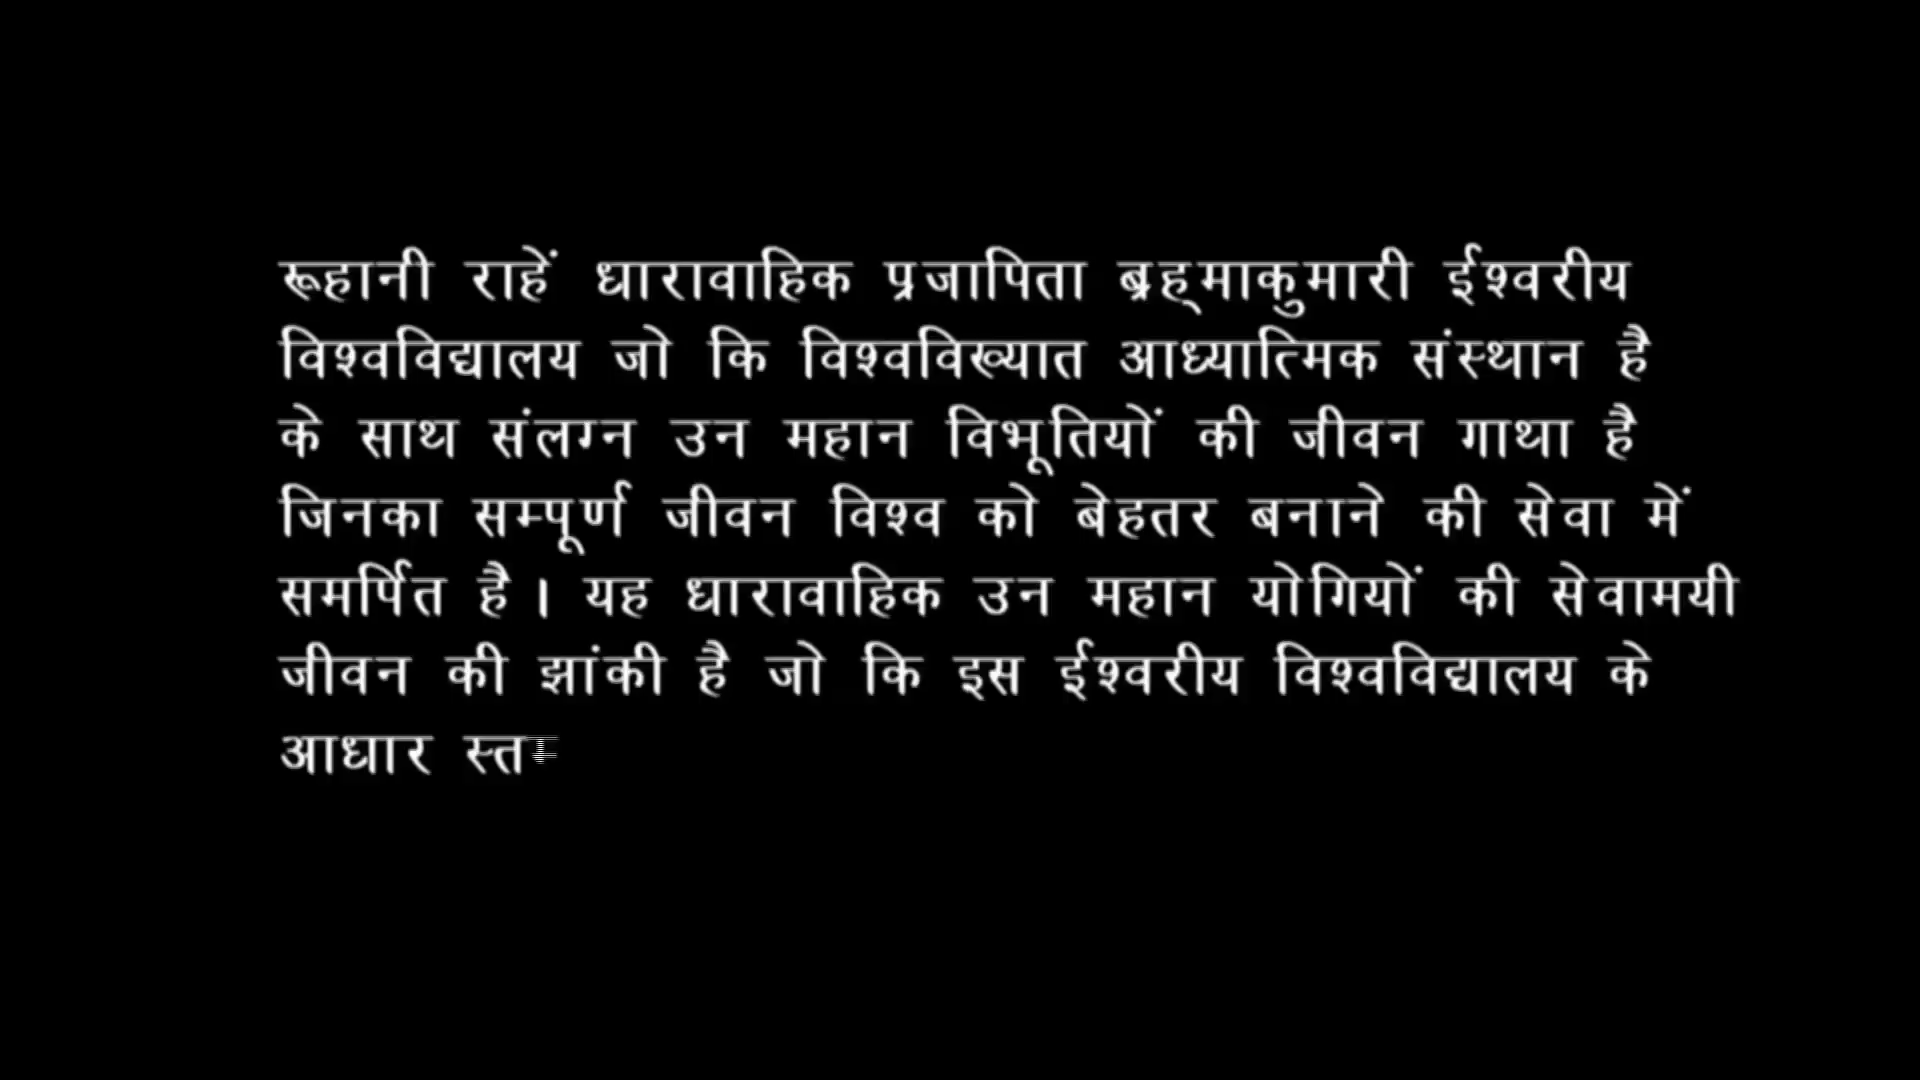 रूहानी राहें धारावाहिक प्रजापिता ब्रह्माकुमारी ईश्वरीय
विश्वविद्यालय जो कि विश्वविख्यात आध्यात्मिक संस्थान है
के साथ संलग्न उन महान विभूतियों की जीवन गाथा है
जिनका सम्पूर्ण जीवन विश्व को बेहतर बनाने की सेवा में
समर्पित है । यह धारावाहिक उन महान योगियों की सेवामयी
जीवन की झांकी है जो कि इस ईश्वरीय विश्वविद्यालय के
आधार